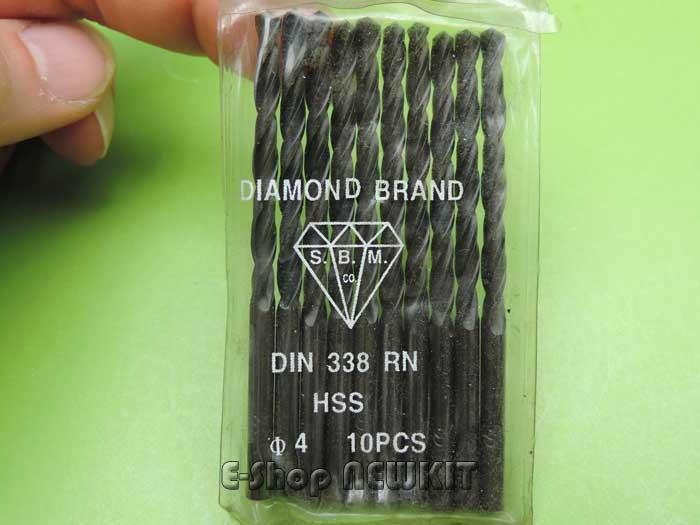 DIAMOND BRAND
S. B. M.
CO.
DIN 338 RN
HSS
Φ 4 10PCS
E-Shop NEWKIT